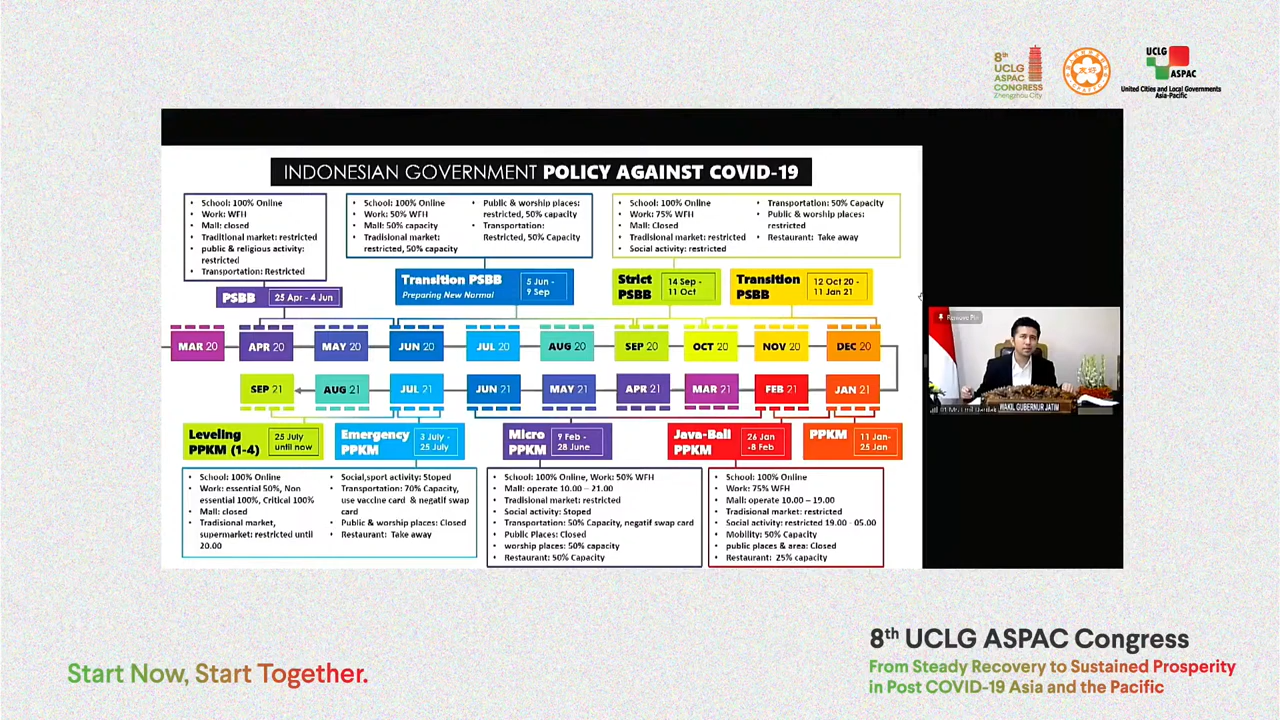 8th
UCLG
ASPAC
CONGRESS
Zhengzhou City
UCLG
ASPAC
United Cities and Local Governments
Asia-Pacific
INDONESIAN GOVERNMENT POLICY AGAINST COVID-19
• School: 100% Online
• Work: WFH
• Mall: closed
• Traditional market: restricted
• public & religious activity:
restricted
• Transportation: Restricted
• School: 100% Online
• Work: 50% WFH
• Mall: 50% capacity
• Tradisional market:
restricted, 50% capacity
• Public & worship places:
restricted, 50% capacity
• Transportation:
Restricted, 50% Capacity
• School: 100% Online
• Work: 75% WFH
• Mall: Closed
• Tradisional market: restricted
• Social activity: restricted
• Transportation: 50% Capacity
• Public & worship places:
restricted
• Restaurant: Take away
PSBB
25 Apr - 4 Jun
Transition PSBB
Preparing New Normal
5 Jun -
9 Sep
Strict
PSBB
14 Sep -
11 Oct
Transition
PSBB
12 Oct 20 -
11 Jan 21
MAR 20
APR 20
MAY 20
JUN 20
JUL 20
AUG 20
SEP 20
OCT 20
NOV 20
DEC 20
SEP 21
AUG 21
JUL 21
JUN 21
MAY 21
APR 21
MAR 21
FEB 21
JAN 21
Leveling
PPKM (1-4)
25 July
until now
Emergency
PPKM
3 July -
25 July
Micro
PPKM
9 Feb -
28 June
Java-Bali
PPKM
26 Jan
-8 Feb
PPKM
11 Jan-
25 Jan
• School: 100% Online
• Work: essential 50%, Non
essential 100%, Critical 100%
• Mall: closed
• Tradisional market,
supermarket: restricted until
20.00
• Social,sport activity: Stoped
• Transportation: 70% Capacity,
use vaccine card & negatif swap
card
• Public & worship places: Closed
• Restaurant: Take away
• School: 100% Online, Work: 50% WFH
• Mall: operate 10.00 – 21.00
• Tradisional market: restricted
• Social activity: Stoped
• Transportation: 50% Capacity, negatif swap card
• Public Places: Closed
• worship places: 50% capacity
• Restaurant: 50% Capacity
• School: 100% Online
• Work: 75% WFH
• Mall: operate 10.00 – 19.00
• Tradisional market: restricted
• Social activity: restricted 19.00 - 05.00
• Mobility: 50% Capacity
• public places & area: Closed
• Restaurant: 25% capacity
Remove Pin
WAKIL GUBERNUR JATIM
Start Now, Start Together.
8th UCLG ASPAC Congress
From Steady Recovery to Sustained Prosperity
in Post COVID-19 Asia and the Pacific